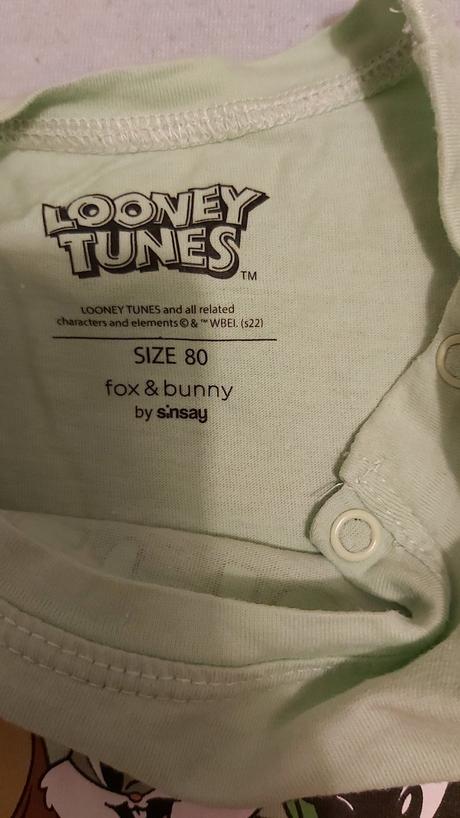 LOONEY
TUNES
TM
LOONEY TUNES and all related
characters and elements © & ™ WBEI. (s22)
SIZE 80
fox & bunny
by sinsay